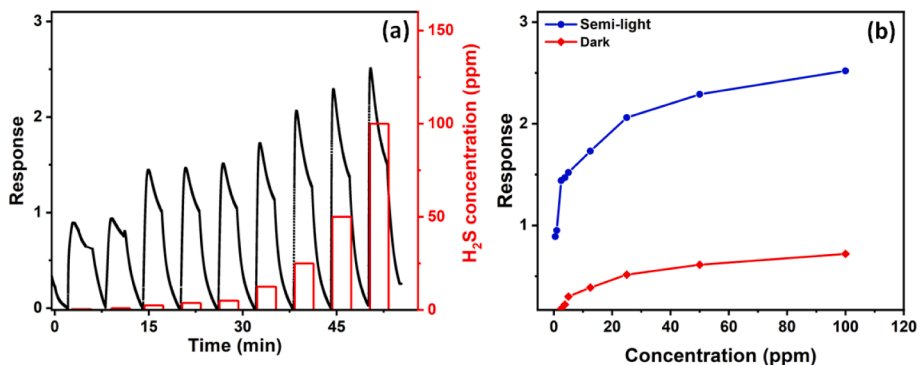 (a)
3
2
1
0
Response
0 15 30 45
Time (min)
150
100
50
0
H₂S concentration (ppm)
(b)
Semi-light
Dark
3
2
1
Response
0 20 40 60 80 100 120
Concentration (ppm)